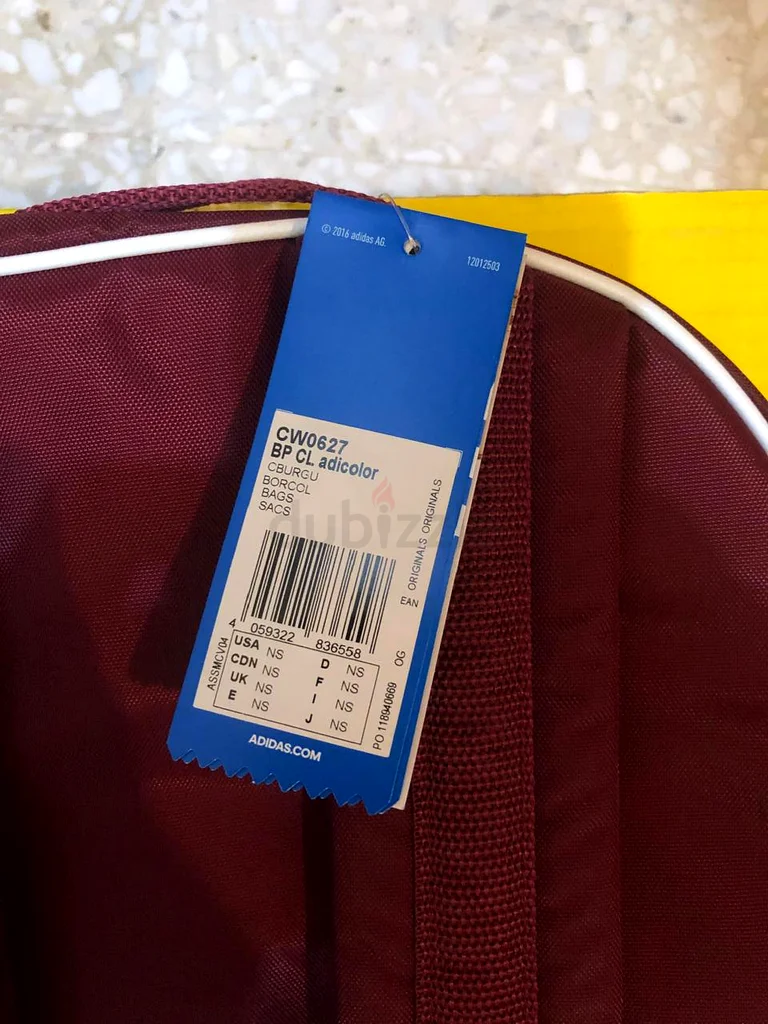 © 2016 adidas AG.
12012503
CW0627
BP CL adicolor
CBURGU
BORCOL
BAGS
SACS
dubizz
ORIGINALS ORIGINALS
EAN
4 059322 836558
OG
ASSMCV04
USA NS D NS
CDN NS F NS
UK NS I NS
E NS J NS
PO 118940669
ADIDAS.COM